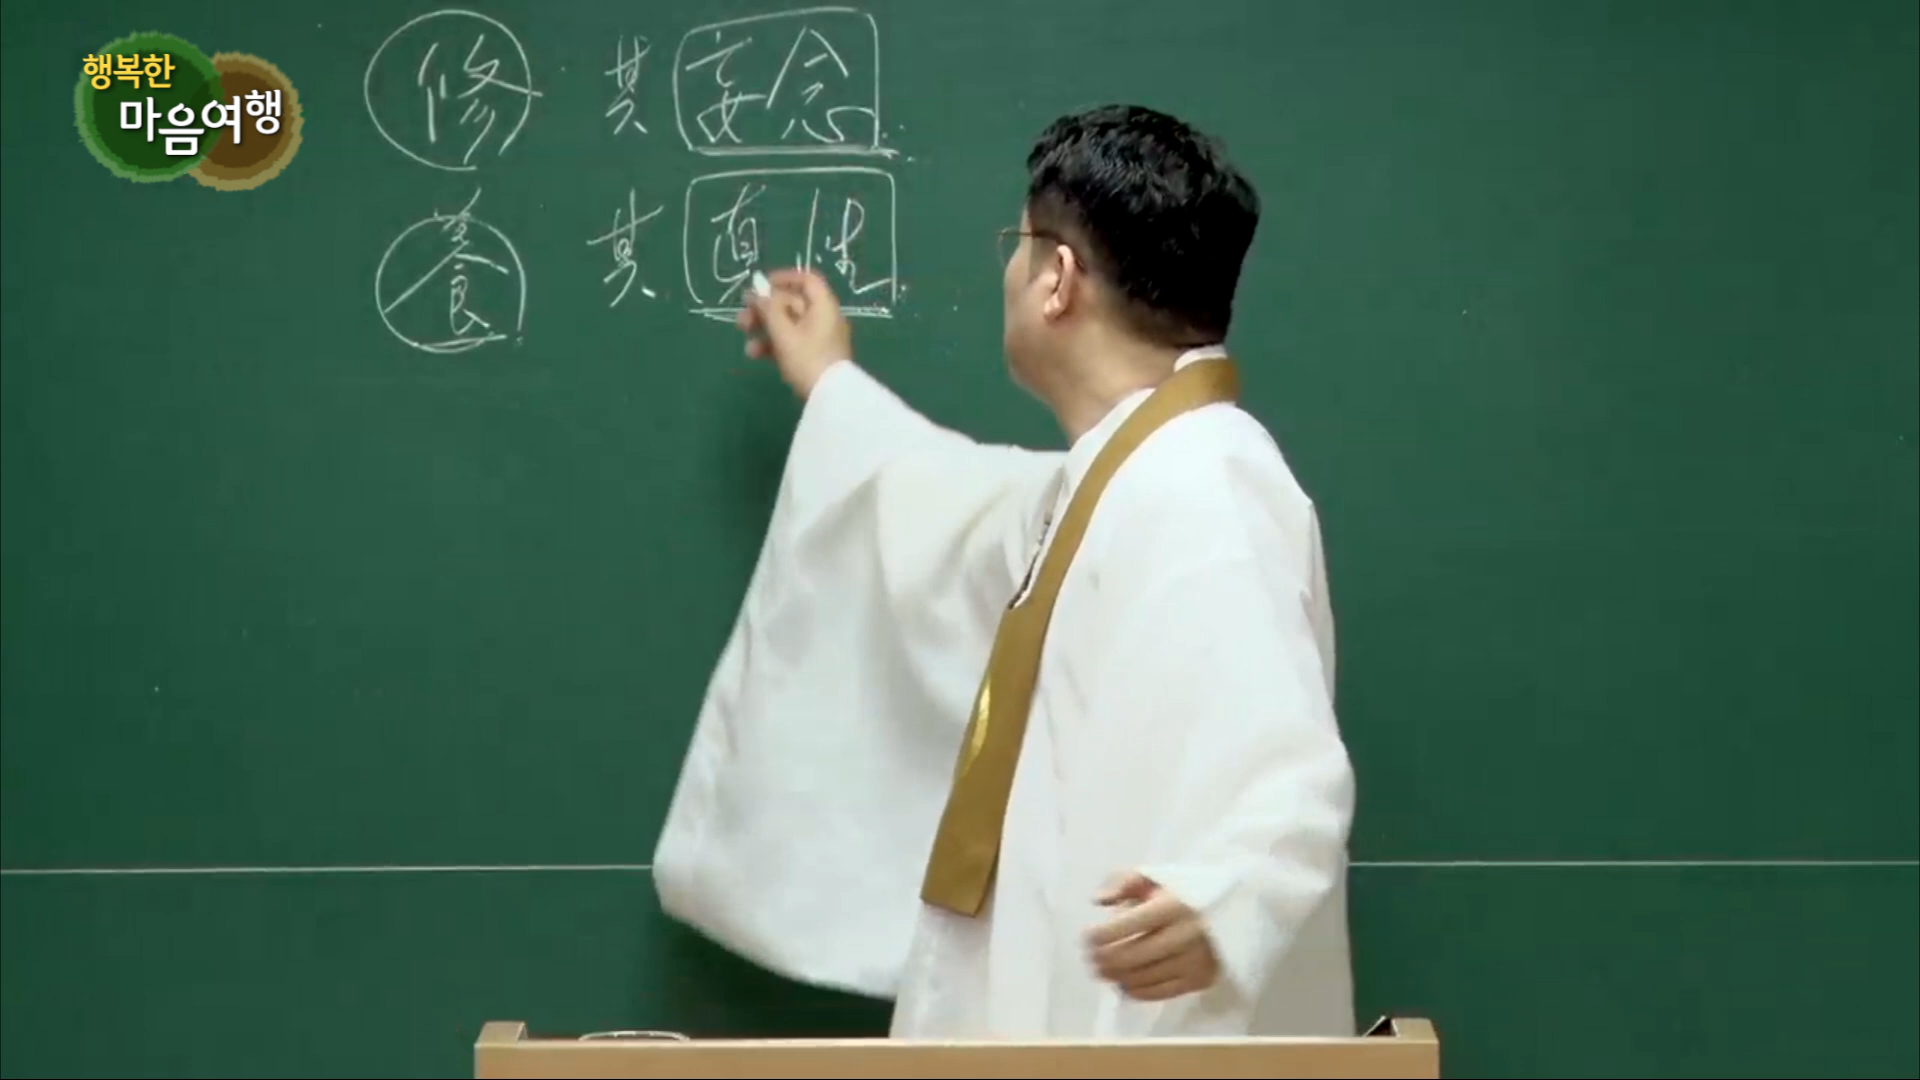 행복한
마음여행
修 其 妄念
養 其 真性